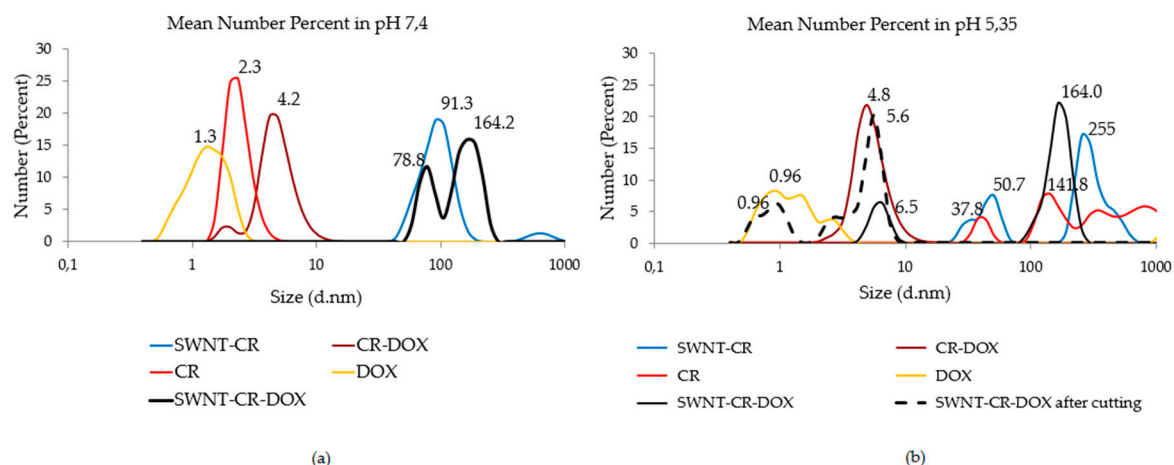 Mean Number Percent in pH 7,4
Number (Percent)
30
25
20
15
10
5
0
0,1
1
10
100
1000
1.3
2.3
4.2
78.8
91.3
164.2
Size (d.nm)
SWNT-CR
CR-DOX
CR
DOX
SWNT-CR-DOX
(a)
Mean Number Percent in pH 5,35
Number (Percent)
30
25
20
15
10
5
0
0,1
1
10
100
1000
0.96
0.96
4.8
5.6
6.5
37.8
50.7
141.8
164.0
255
Size (d.nm)
SWNT-CR
CR-DOX
CR
DOX
SWNT-CR-DOX
SWNT-CR-DOX after cutting
(b)